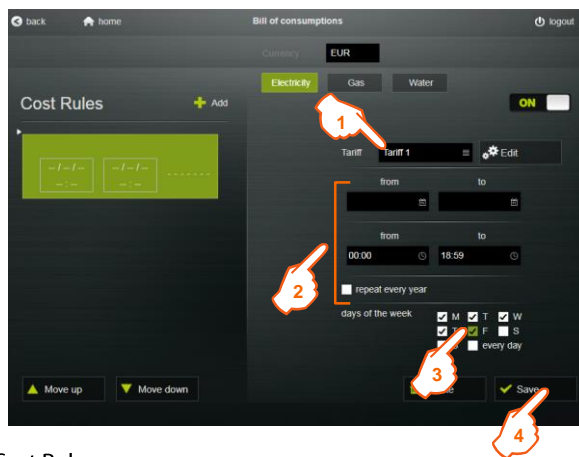 back home Bill of consumptions logout
Currency EUR
Electricity Gas Water
Cost Rules Add ON
1
Tariff Tariff 1 Edit
-- / -- / -- -- / -- / -- - - - - - - -
-- : -- -- : --
from to
from to
00:00 18:59
2
repeat every year
days of the week M T W
T F S
every day
3
Move up Move down Save
4